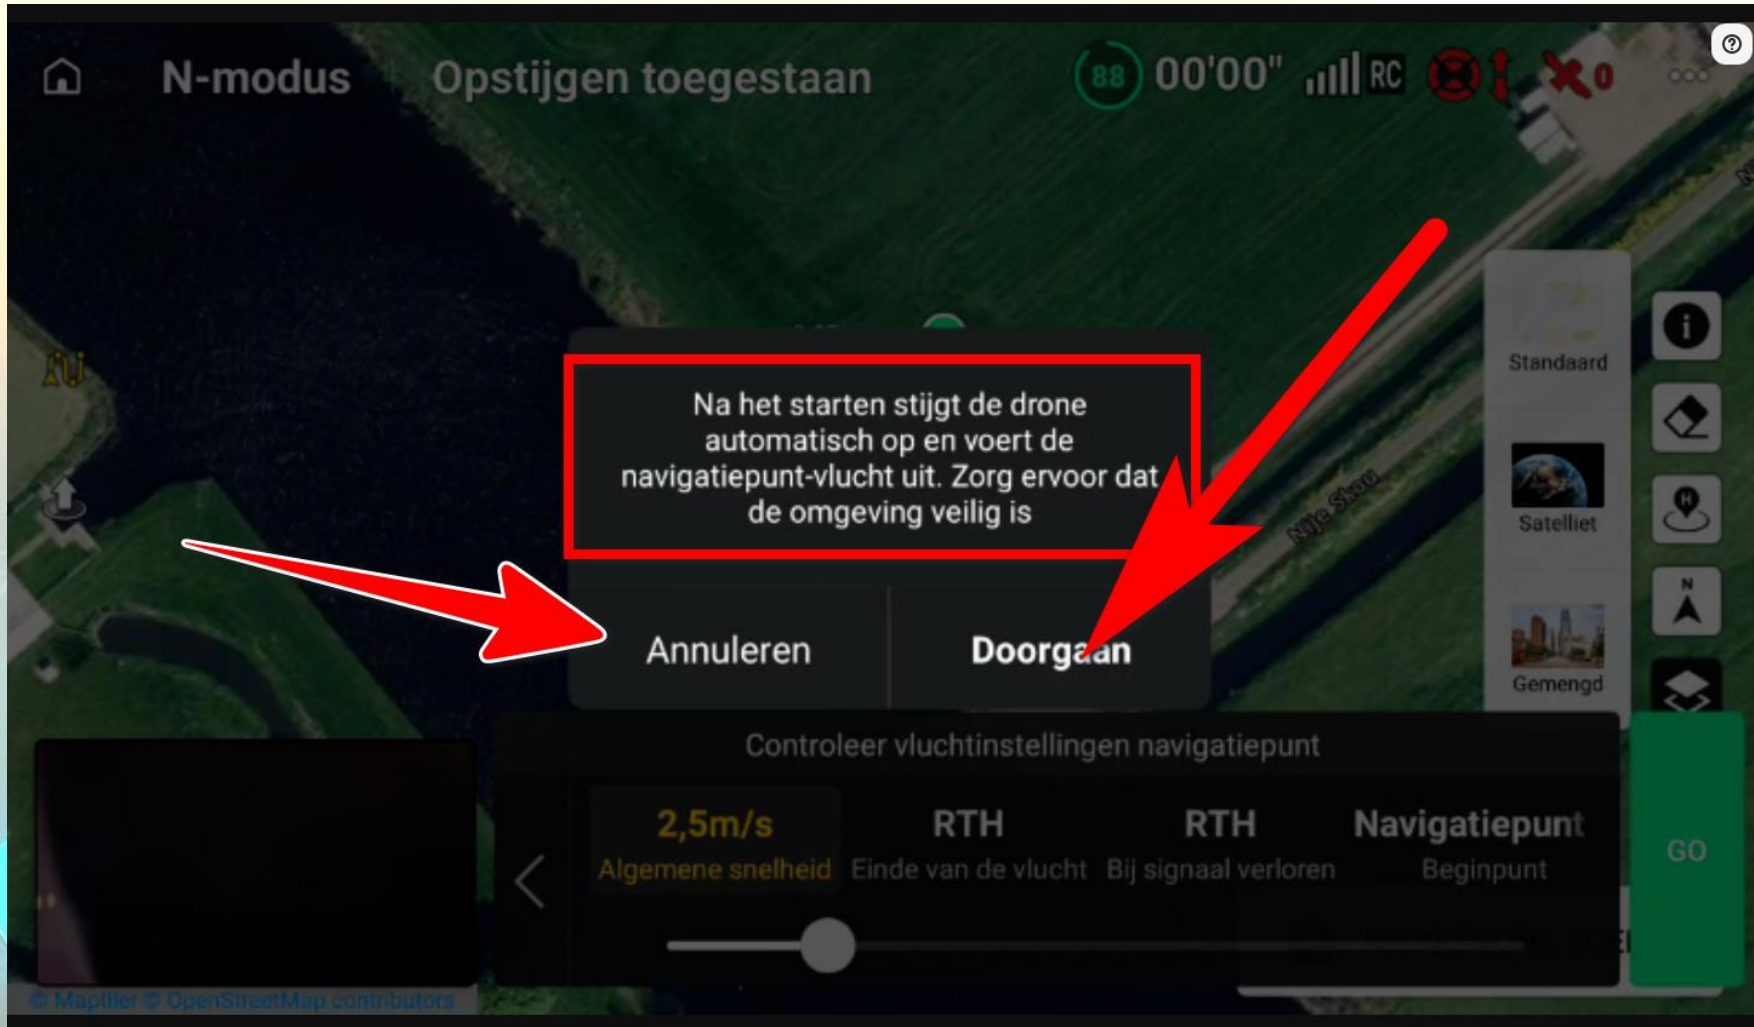 N-modus Opstijgen toegestaan 88 00'00" RC 0
Standaard
Na het starten stijgt de drone
automatisch op en voert de
navigatiepunt-vlucht uit. Zorg ervoor dat
de omgeving veilig is
Nije Skou
H
Satelliet
N
Annuleren Doorgaan
Gemengd
Controleer vluchtinstellingen navigatiepunt
2,5m/s RTH RTH Navigatiepunt
Algemene snelheid Einde van de vlucht Bij signaal verloren Beginpunt
GO
© Maptiler © OpenStreetMap contributors